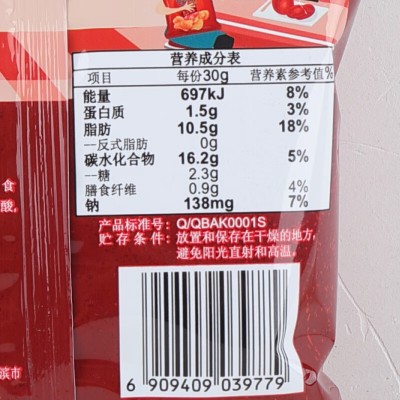 营养成分表
项目 每份30g 营养素参考值%
能量 697kJ 8%
蛋白质 1.5g 3%
脂肪 10.5g 18%
--反式脂肪 0g
碳水化合物 16.2g 5%
--糖 2.3g
膳食纤维 0.9g 4%
钠 138mg 7%
食
酸,
产品标准号: Q/QBAK0001S
贮存条件: 放置和保存在干燥的地方,
避免阳光直射和高温。
滨市
6 909409 039779